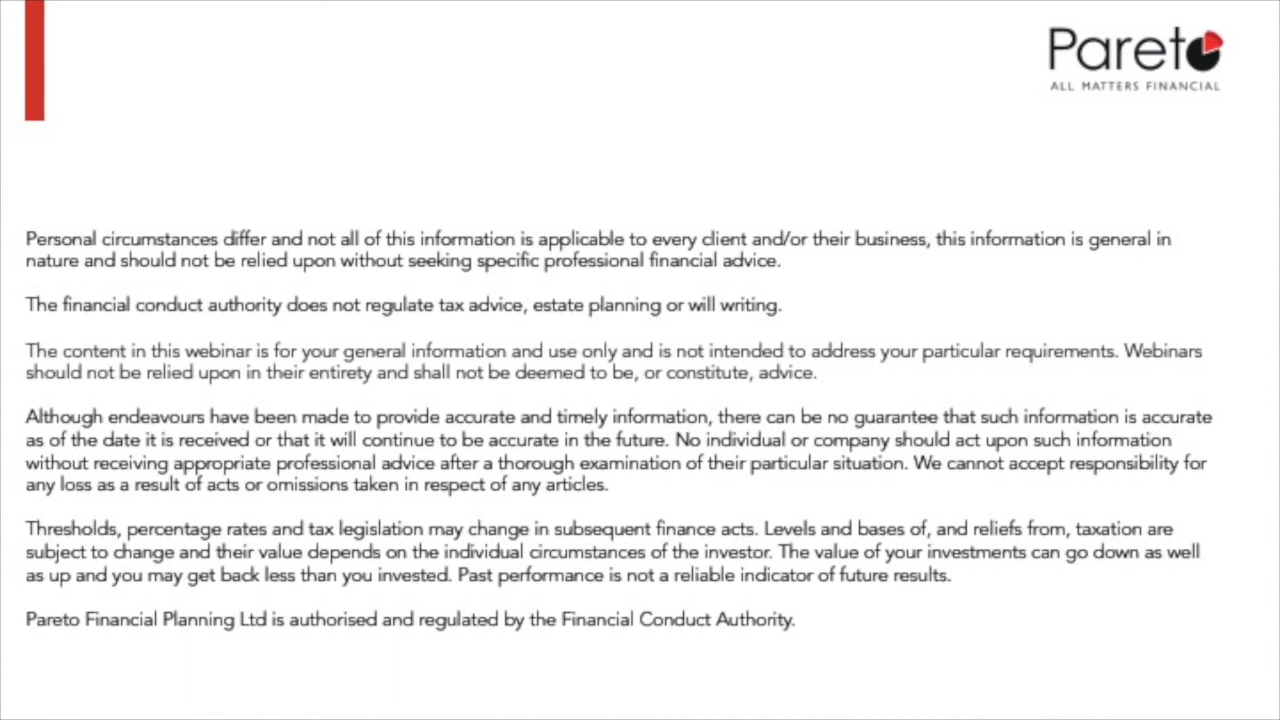 Pareto
ALL MATTERS FINANCIAL
Personal circumstances differ and not all of this information is applicable to every client and/or their business, this information is general in
nature and should not be relied upon without seeking specific professional financial advice.
The financial conduct authority does not regulate tax advice, estate planning or will writing.
The content in this webinar is for your general information and use only and is not intended to address your particular requirements. Webinars
should not be relied upon in their entirety and shall not be deemed to be, or constitute, advice.
Although endeavours have been made to provide accurate and timely information, there can be no guarantee that such information is accurate
as of the date it is received or that it will continue to be accurate in the future. No individual or company should act upon such information
without receiving appropriate professional advice after a thorough examination of their particular situation. We cannot accept responsibility for
any loss as a result of acts or omissions taken in respect of any articles.
Thresholds, percentage rates and tax legislation may change in subsequent finance acts. Levels and bases of, and reliefs from, taxation are
subject to change and their value depends on the individual circumstances of the investor. The value of your investments can go down as well
as up and you may get back less than you invested. Past performance is not a reliable indicator of future results.
Pareto Financial Planning Ltd is authorised and regulated by the Financial Conduct Authority.